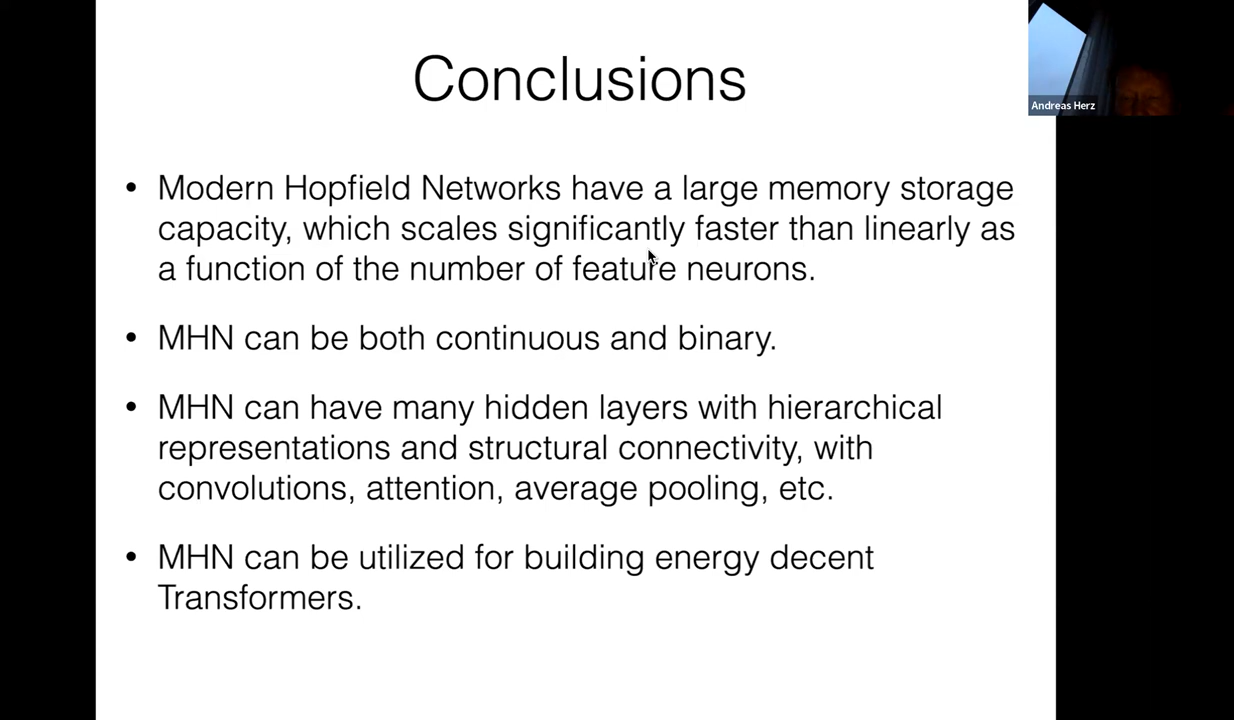 Conclusions
Andreas Herz
• Modern Hopfield Networks have a large memory storage
capacity, which scales significantly faster than linearly as
a function of the number of feature neurons.
• MHN can be both continuous and binary.
• MHN can have many hidden layers with hierarchical
representations and structural connectivity, with
convolutions, attention, average pooling, etc.
• MHN can be utilized for building energy decent
Transformers.